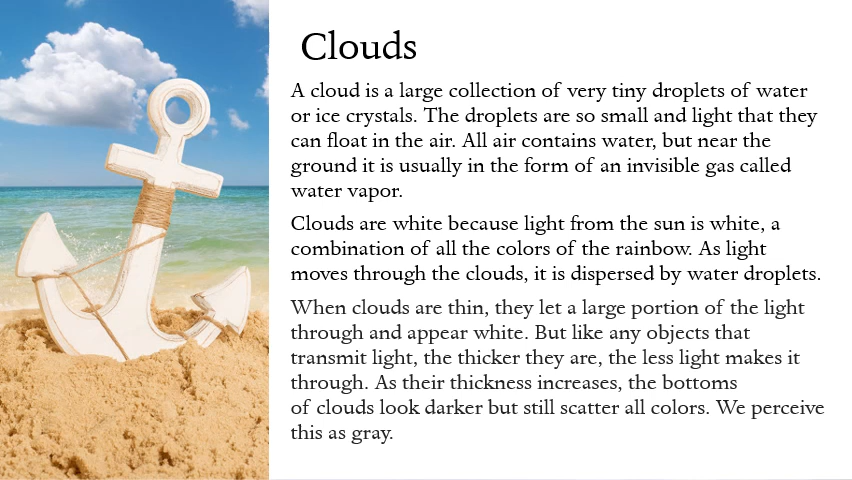 Clouds
A cloud is a large collection of very tiny droplets of water
or ice crystals. The droplets are so small and light that they
can float in the air. All air contains water, but near the
ground it is usually in the form of an invisible gas called
water vapor.
Clouds are white because light from the sun is white, a
combination of all the colors of the rainbow. As light
moves through the clouds, it is dispersed by water droplets.
When clouds are thin, they let a large portion of the light
through and appear white. But like any objects that
transmit light, the thicker they are, the less light makes it
through. As their thickness increases, the bottoms
of clouds look darker but still scatter all colors. We perceive
this as gray.